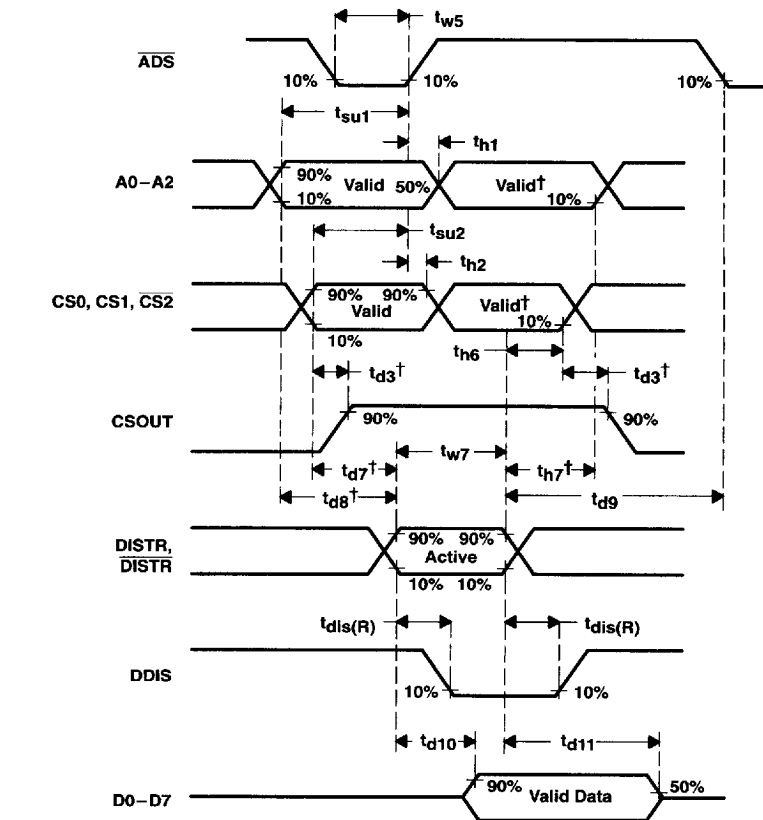 tw5
ADS
10%
10%
10%
tsu1
th1
A0–A2
90%
Valid
50%
Valid†
10%
10%
tsu2
th2
CS0, CS1, CS2
90%
90%
Valid
Valid†
10%
10%
th6
td3†
td3†
CSOUT
90%
90%
tw7
td7†
th7†
td8†
td9
DISTR,
DISTR
90%
90%
Active
10%
10%
tdis(R)
tdis(R)
DDIS
10%
10%
td10
td11
D0–D7
90%
Valid Data
50%